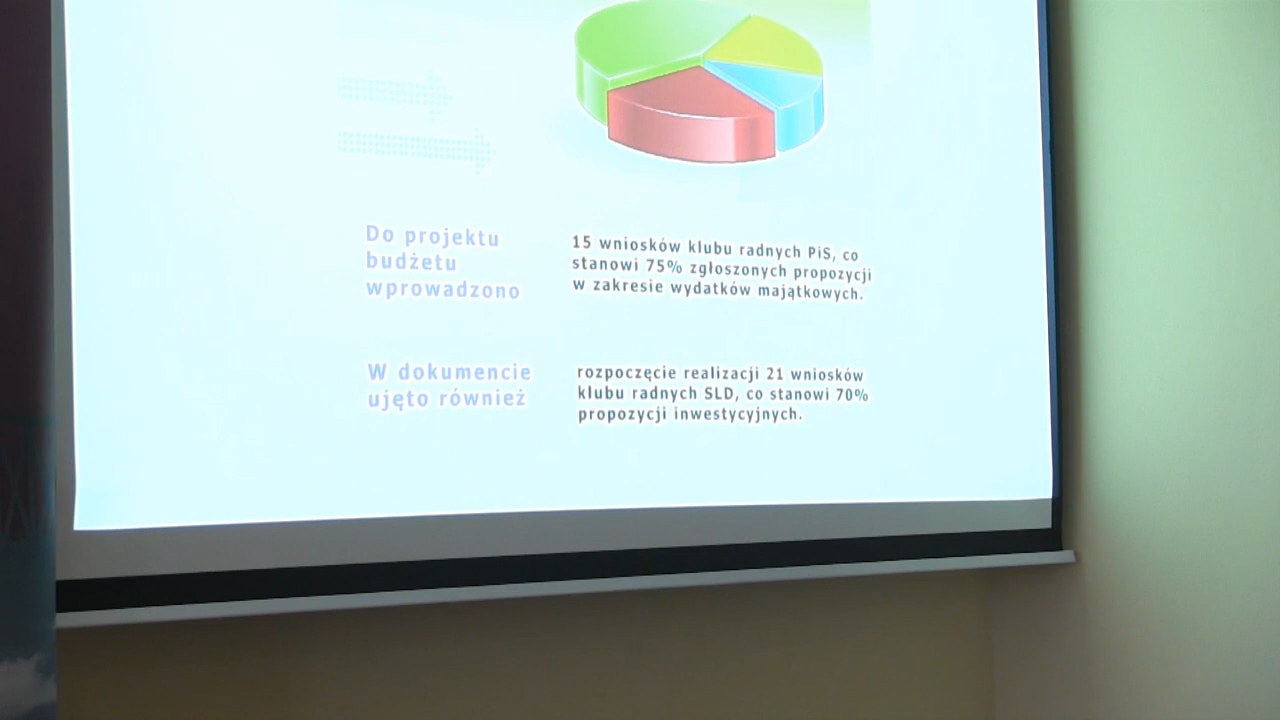 Do projektu
budżetu
wprowadzono
15 wniosków klubu radnych PiS, co
stanowi 75% zgłoszonych propozycji
w zakresie wydatków majątkowych.
W dokumencie
ujęto również
rozpoczęcie realizacji 21 wniosków
klubu radnych SLD, co stanowi 70%
propozycji inwestycyjnych.